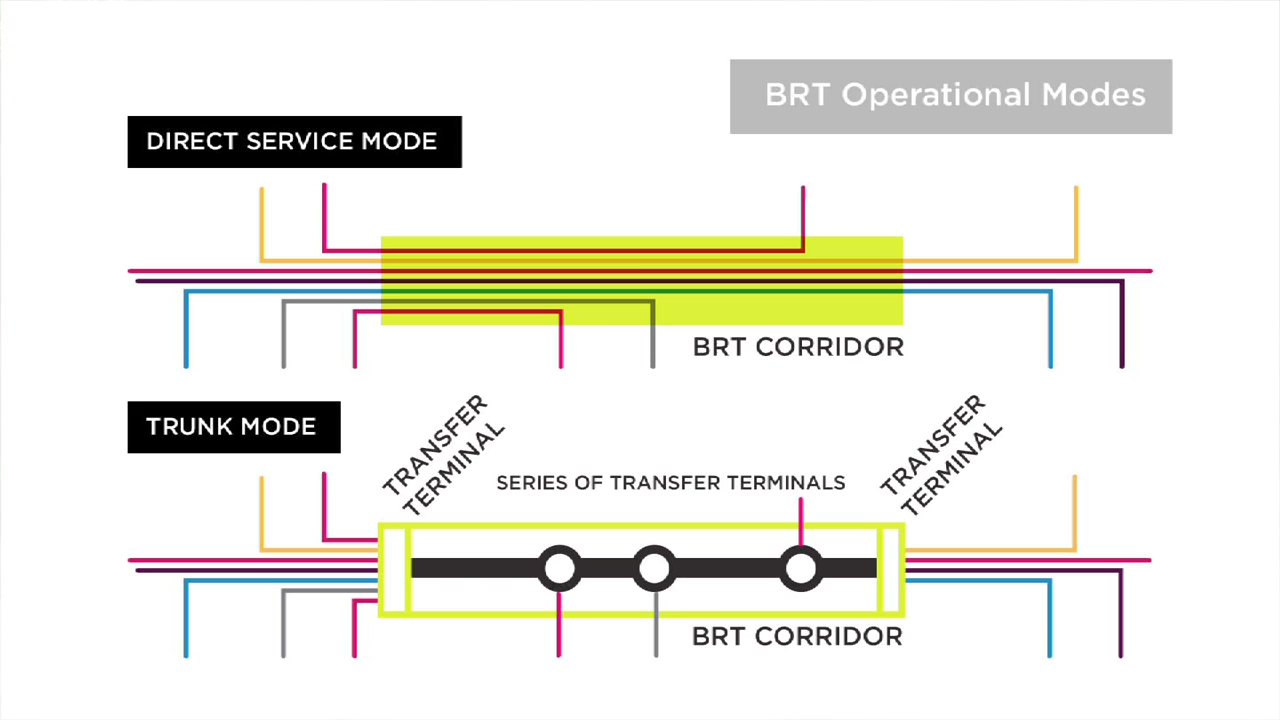 BRT Operational Modes
DIRECT SERVICE MODE
BRT CORRIDOR
TRUNK MODE
TRANSFER
TERMINAL
SERIES OF TRANSFER TERMINALS
TRANSFER
TERMINAL
BRT CORRIDOR